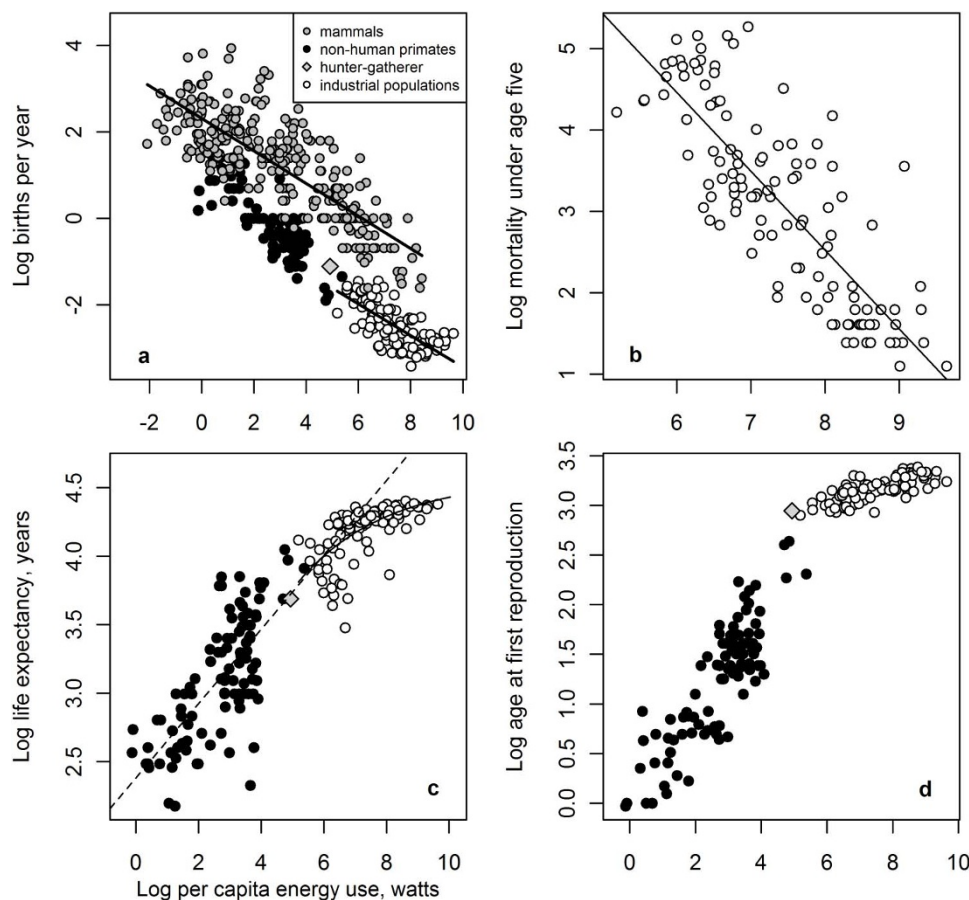 4
2
0
-2
Log births per year
mammals
non-human primates
hunter-gatherer
industrial populations
a
-2 0 2 4 6 8 10
5
4
3
2
1
Log mortality under age five
b
6 7 8 9
4.5
4.0
3.5
3.0
2.5
Log life expectancy, years
c
0 2 4 6 8 10
Log per capita energy use, watts
3.5
3.0
2.5
2.0
1.5
1.0
0.5
0.0
Log age at first reproduction
d
0 2 4 6 8 10